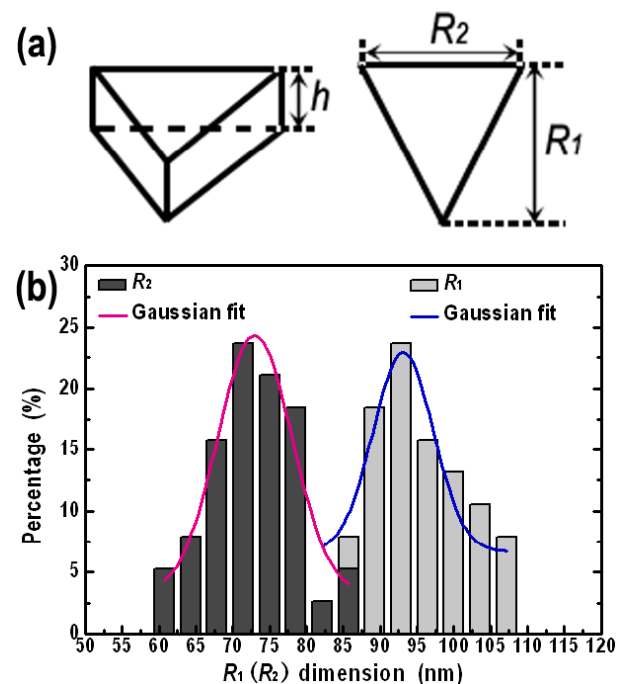 (a)
R2
h
R1
(b)
30
25
20
15
10
5
0
Percentage (%)
R2
Gaussian fit
R1
Gaussian fit
50 55 60 65 70 75 80 85 90 95 100 105 110 115 120
R1 (R2) dimension (nm)